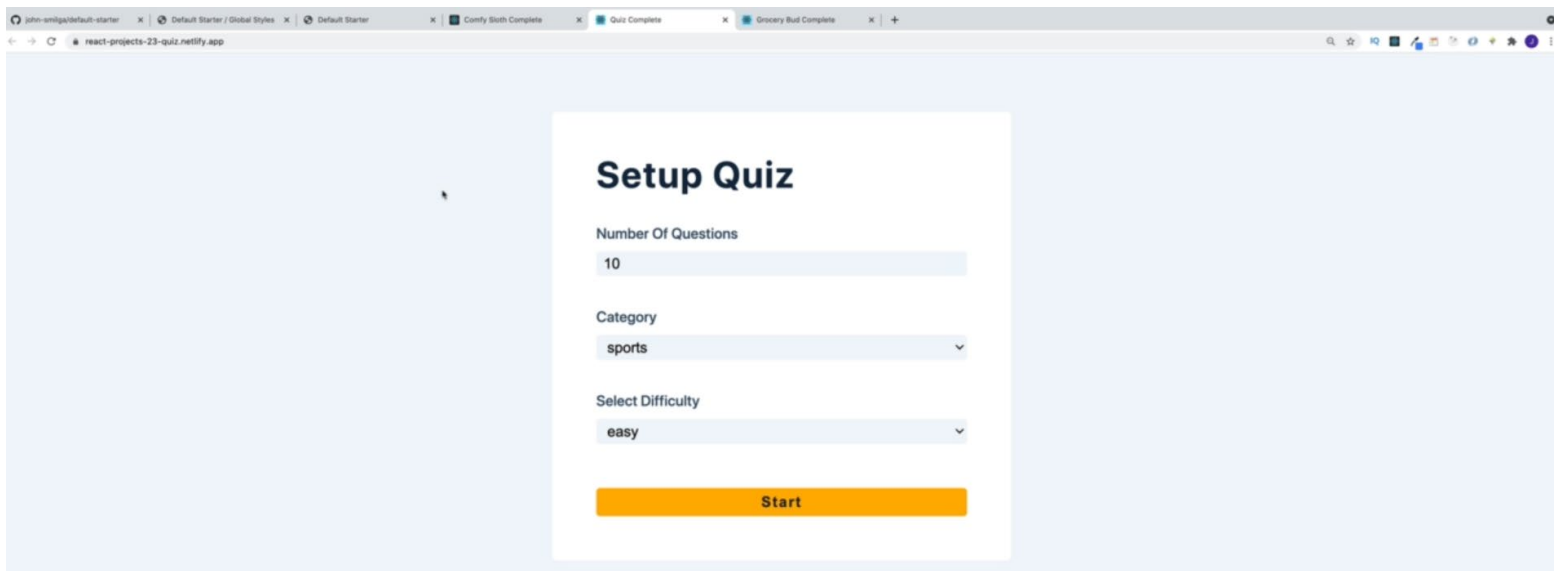 john-smilga/default-starter
Default Starter / Global Styles
Default Starter
Comfy Sloth Complete
Quiz Complete
Grocery Bud Complete
react-projects-23-quiz.netlify.app
Setup Quiz
Number Of Questions
10
Category
sports
Select Difficulty
easy
Start